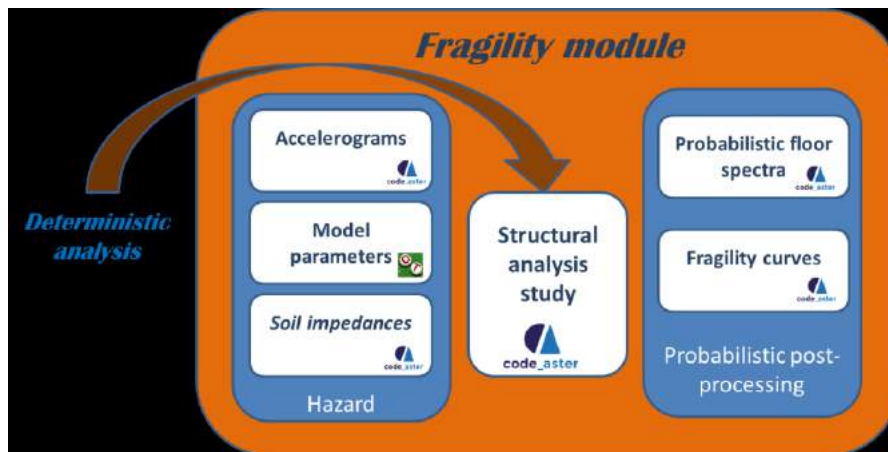 Fragility module
Deterministic
analysis
Accelerograms
code_aster
Model
parameters
Soil impedances
code_aster
Hazard
Structural
analysis
study
code_aster
Probabilistic floor
spectra
code_aster
Fragility curves
code_aster
Probabilistic post-
processing